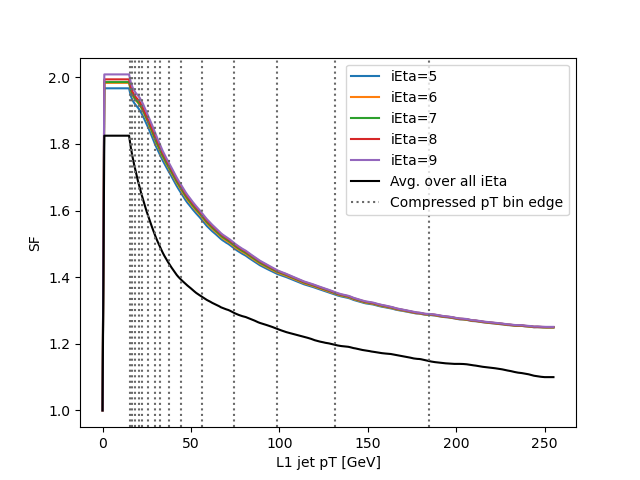 2.0
1.8
1.6
1.4
1.2
1.0
SF
0 50 100 150 200 250
L1 jet pT [GeV]
iEta=5
iEta=6
iEta=7
iEta=8
iEta=9
Avg. over all iEta
Compressed pT bin edge